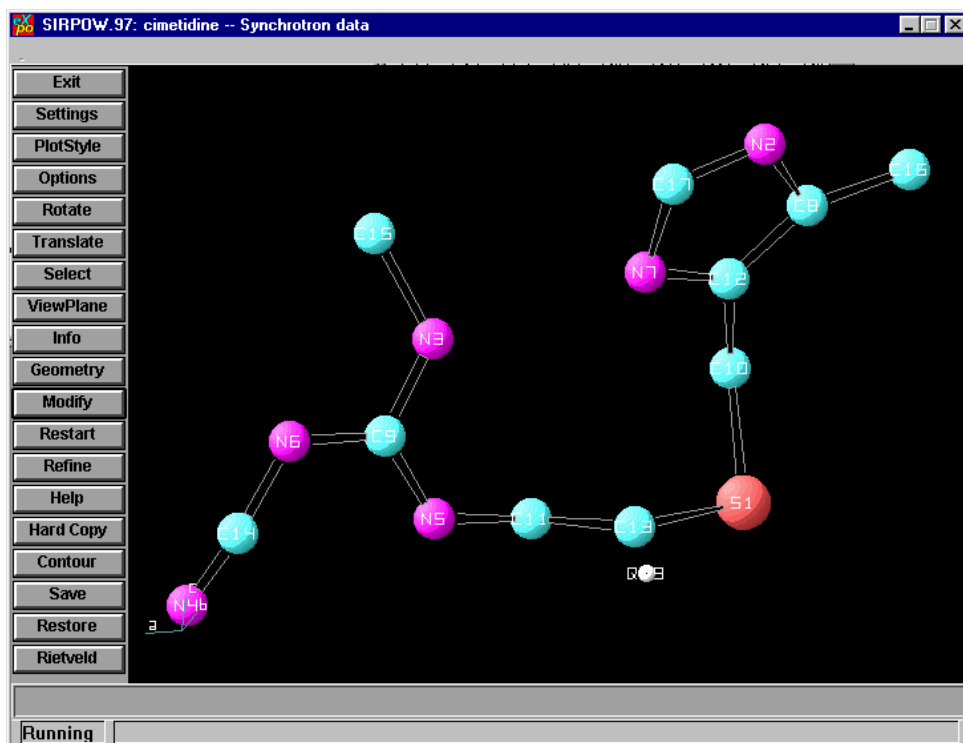 SIRPOW.97: cimetidine -- Synchrotron data
Exit
Settings
PlotStyle
Options
Rotate
Translate
Select
ViewPlane
Info
Geometry
Modify
Restart
Refine
Help
Hard Copy
Contour
Save
Restore
Rietveld
N2
C16
C17
C8
C15
N7
C12
N3
C10
N6
C9
S1
N5
C11
C13
C14
c
N4
b
a
Running